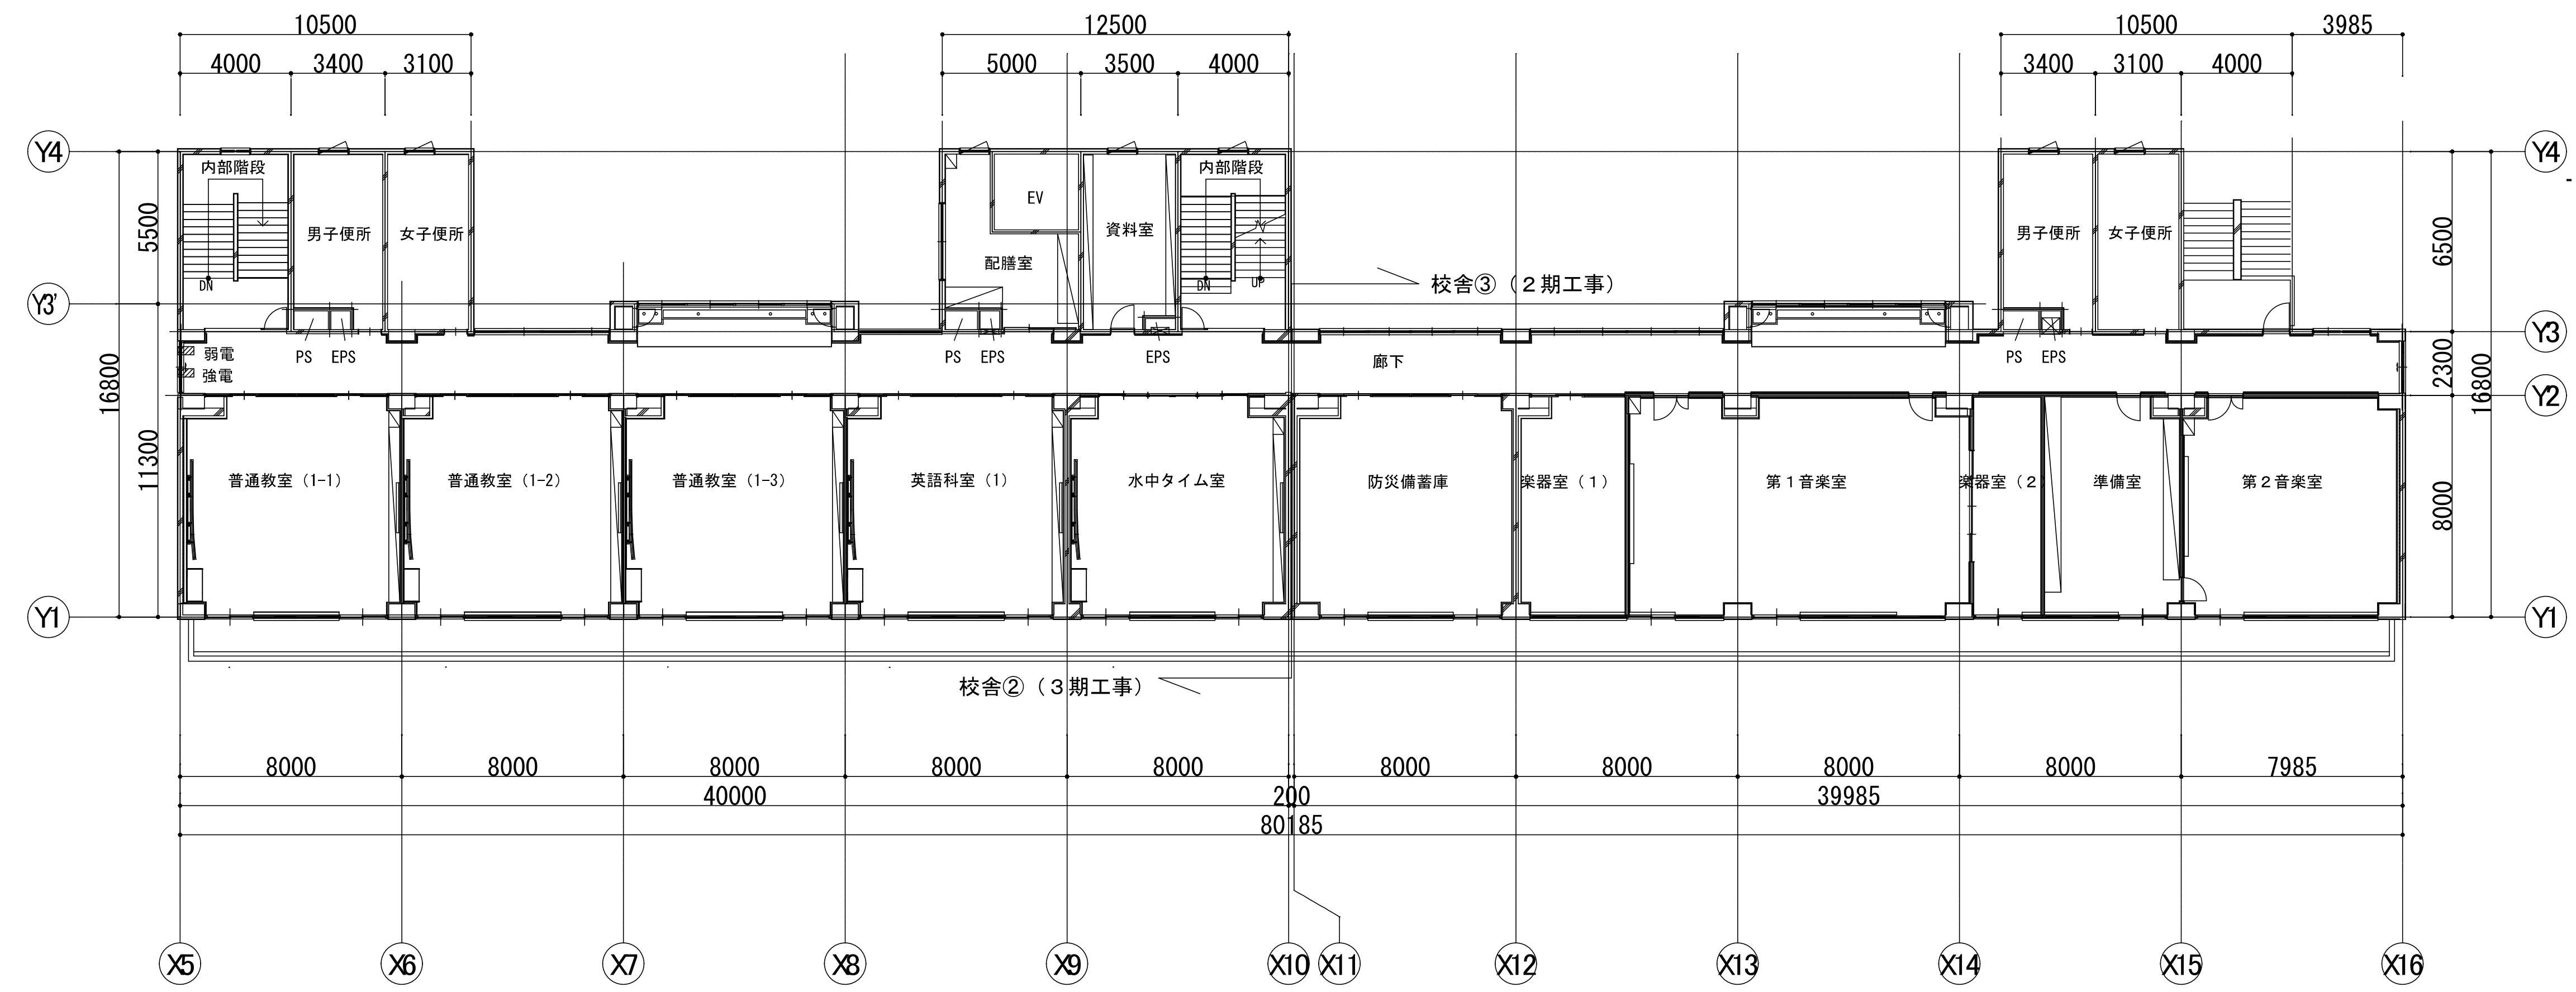 10500
12500
10500
3985
4000
3400
3100
5000
3500
4000
3400
3100
4000
Y4
Y4
内部階段
内部階段
EV
5500
男子便所
女子便所
資料室
男子便所
女子便所
6500
配膳室
DN
DN
UP
校舎③（２期工事）
Y3'
Y3
弱電
PS
EPS
PS
EPS
EPS
廊下
PS
EPS
2300
強電
16800
16800
Y2
11300
普通教室（1-1）
普通教室（1-2）
普通教室（1-3）
英語科室（1）
水中タイム室
防災備蓄庫
楽器室（１）
第１音楽室
楽器室（２）
準備室
第２音楽室
8000
Y1
Y1
校舎②（３期工事）
8000
8000
8000
8000
8000
8000
8000
8000
8000
7985
40000
200
39985
80185
X5
X6
X7
X8
X9
X10
X11
X12
X13
X14
X15
X16